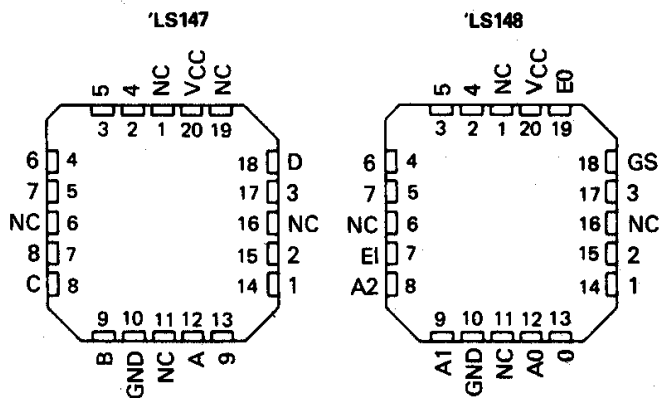 'LS147
5 4 NC VCC NC
3 2 1 20 19
6 4 18 D
7 5 17 3
NC 6 16 NC
8 7 15 2
C 8 14 1
9 10 11 12 13
B GND NC A 9
'LS148
5 4 NC VCC E0
3 2 1 20 19
6 4 18 GS
7 5 17 3
NC 6 16 NC
EI 7 15 2
A2 8 14 1
9 10 11 12 13
A1 GND NC A0 0